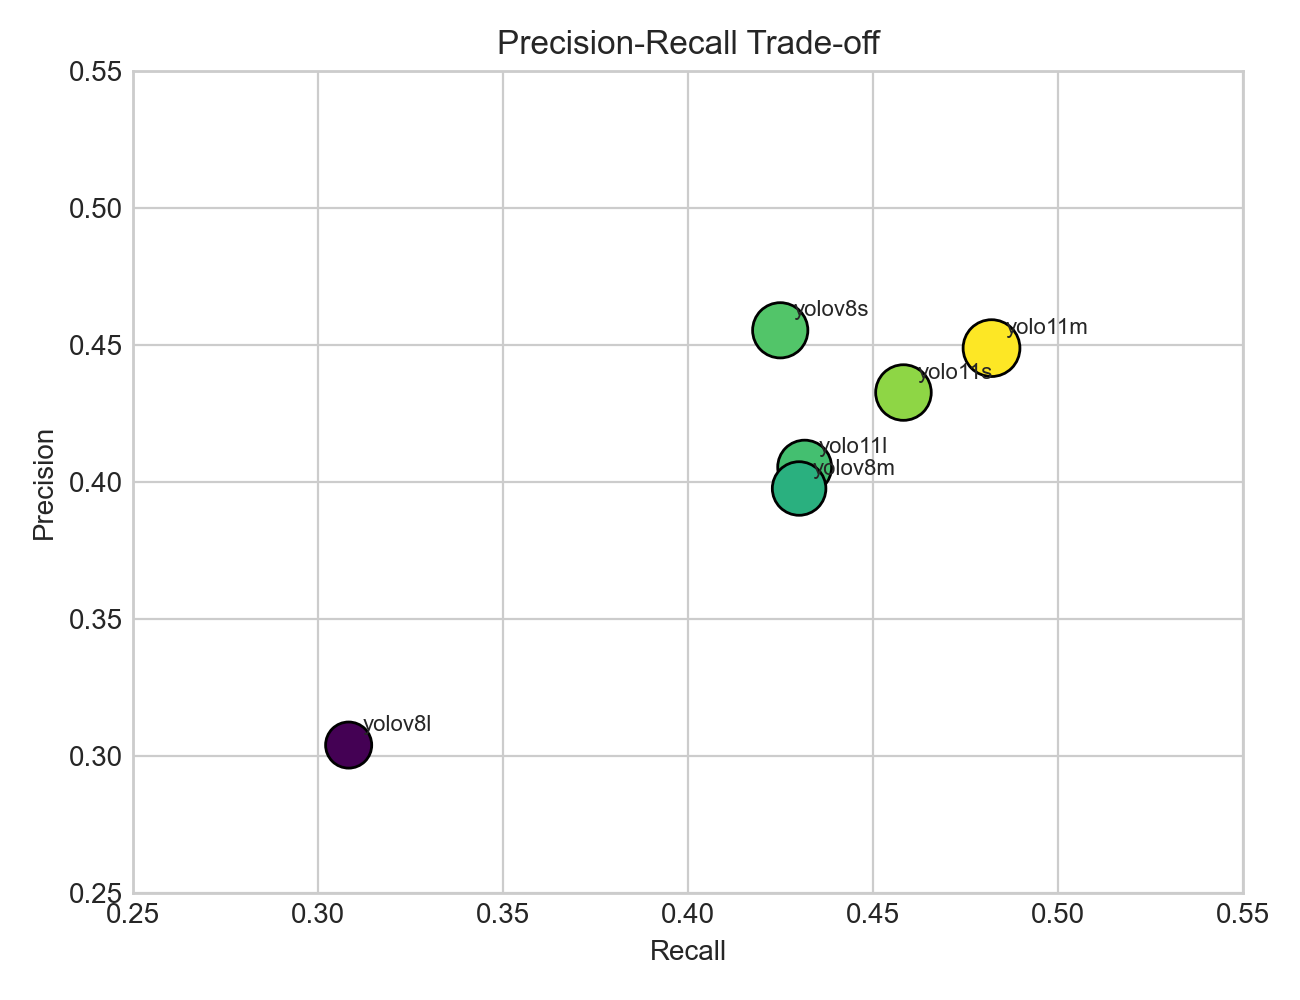 Precision-Recall Trade-off
0.55
0.50
0.45
0.40
0.35
0.30
0.25
Precision
yolov8s
yolo11m
yolo11s
yolo11l
yolov8m
yolov8l
0.25 0.30 0.35 0.40 0.45 0.50 0.55
Recall